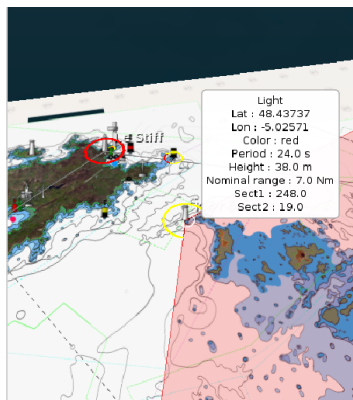 Stiff
Light
Lat : 48.43737
Lon : -5.02571
Color : red
Period : 24.0 s
Height : 38.0 m
Nominal range : 7.0 Nm
Sect1 : 248.0
Sect2 : 19.0